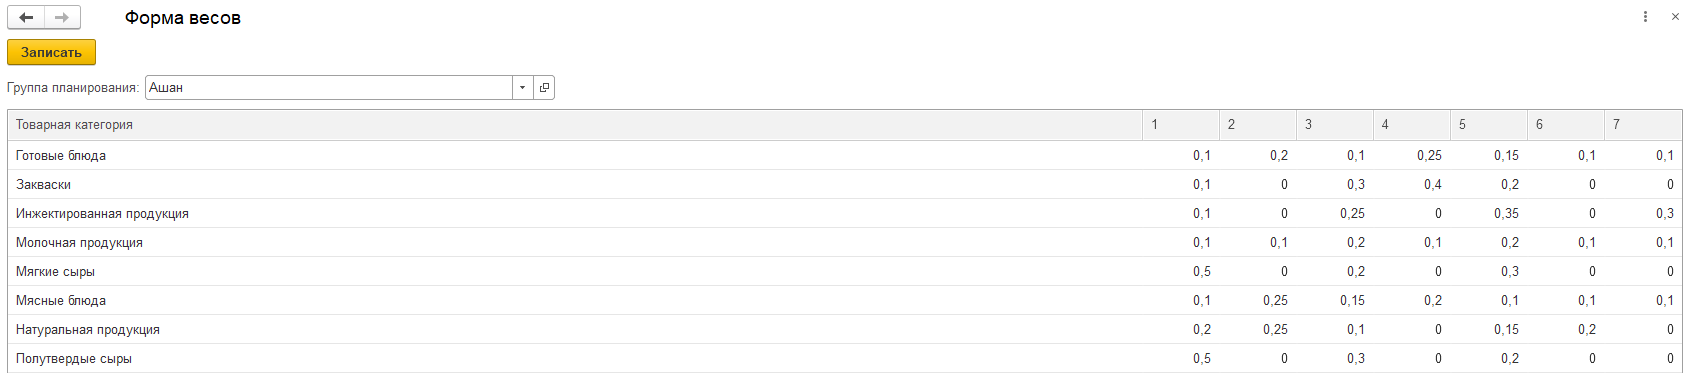 Форма весов
Записать
Группа планирования: Ашан
Товарная категория 1 2 3 4 5 6 7
Готовые блюда 0,1 0,2 0,1 0,25 0,15 0,1 0,1
Закваски 0,1 0 0,3 0,4 0,2 0 0
Инжектированная продукция 0,1 0 0,25 0 0,35 0 0,3
Молочная продукция 0,1 0,1 0,2 0,1 0,2 0,1 0,1
Мягкие сыры 0,5 0 0,2 0 0,3 0 0
Мясные блюда 0,1 0,25 0,15 0,2 0,1 0,1 0,1
Натуральная продукция 0,2 0,25 0,1 0 0,15 0,2 0
Полутвердые сыры 0,5 0 0,3 0 0,2 0 0